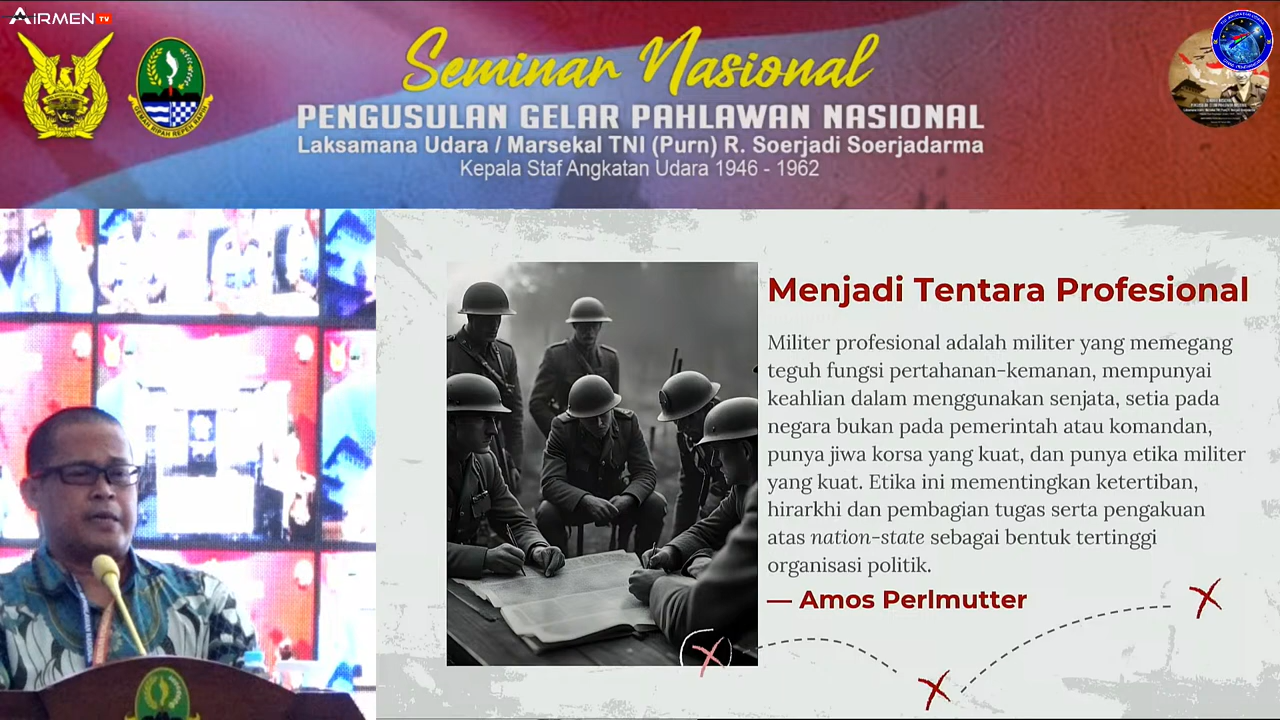 AIRMEN TV
Seminar Nasional
PENGUSULAN GELAR PAHLAWAN NASIONAL
Laksamana Udara / Marsekal TNI (Purn) R. Soerjadi Soerjadarma
Kepala Staf Angkatan Udara 1946 - 1962
Menjadi Tentara Profesional
Militer profesional adalah militer yang memegang
teguh fungsi pertahanan-kemanan, mempunyai
keahlian dalam menggunakan senjata, setia pada
negara bukan pada pemerintah atau komandan,
punya jiwa korsa yang kuat, dan punya etika militer
yang kuat. Etika ini mementingkan ketertiban,
hirarkhi dan pembagian tugas serta pengakuan
atas nation-state sebagai bentuk tertinggi
organisasi politik.
— Amos Perlmutter